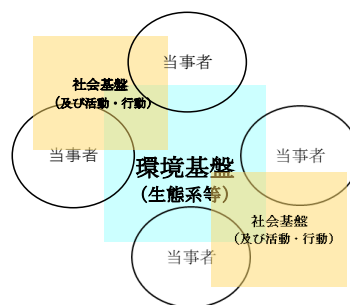 当事者
社会基盤
（及び活動・行動）
当事者
当事者
環境基盤
（生態系等）
社会基盤
（及び活動・行動）
当事者